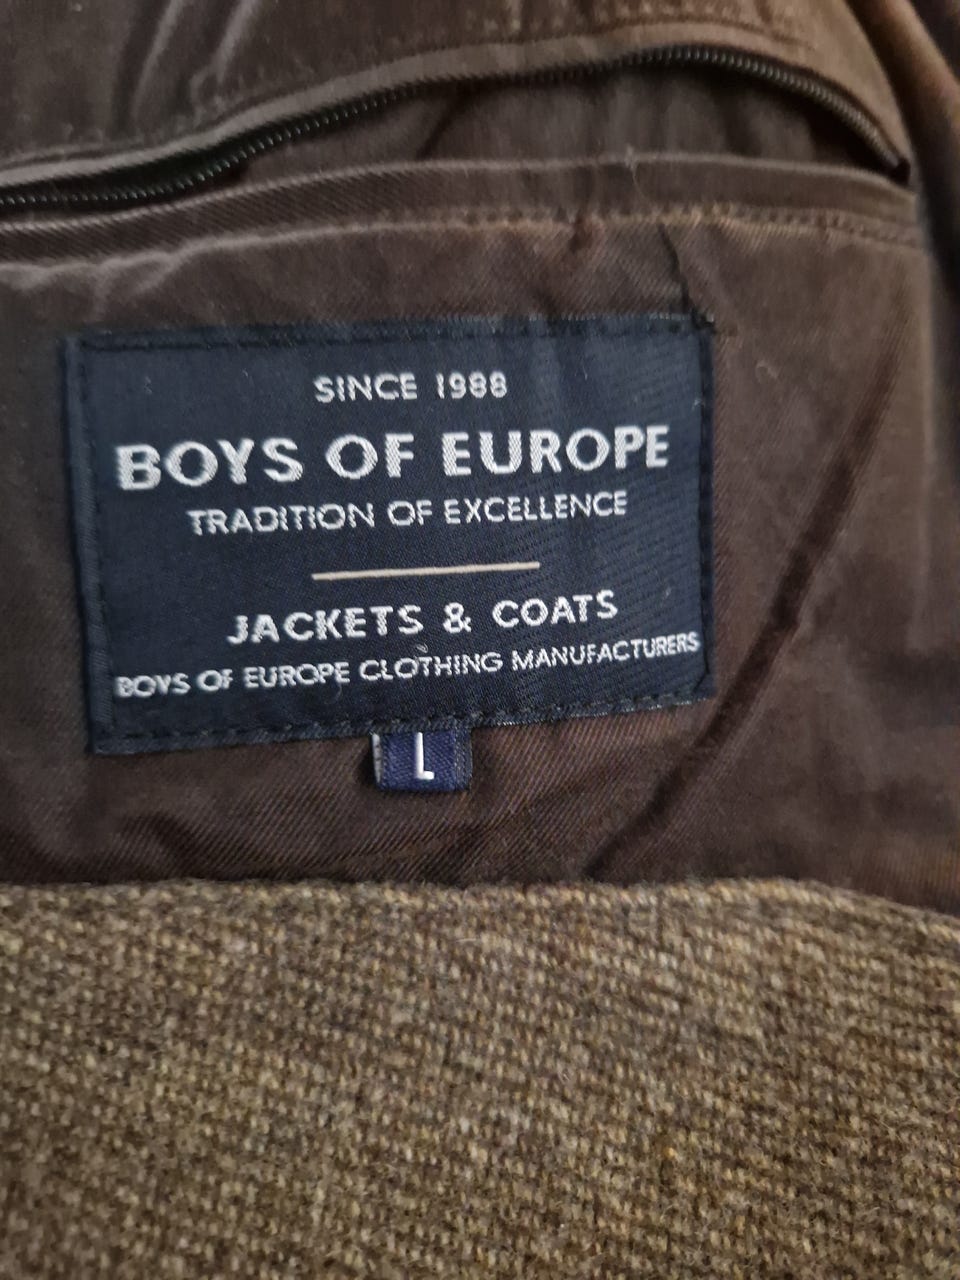 SINCE 1988
BOYS OF EUROPE
TRADITION OF EXCELLENCE
JACKETS & COATS
BOYS OF EUROPE CLOTHING MANUFACTURERS
L